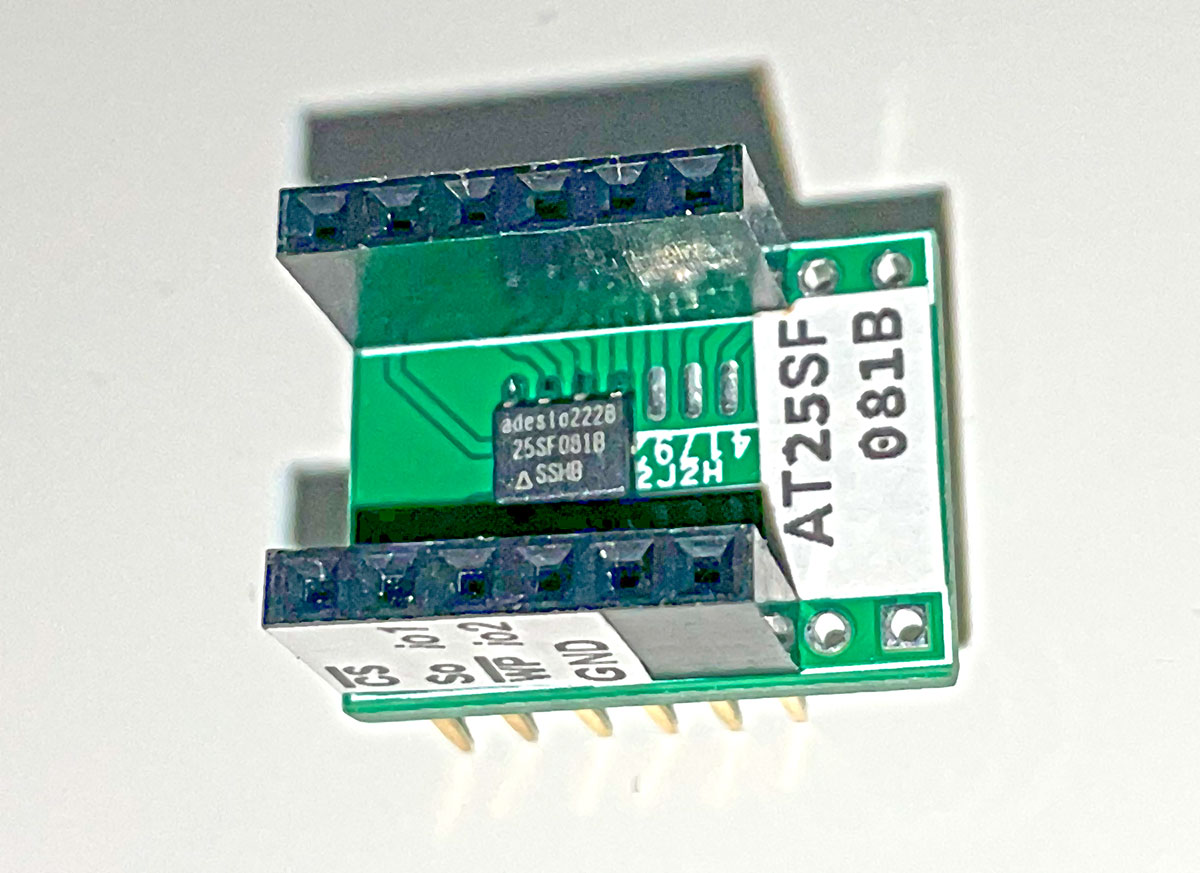 adesto2228
25SF081B
SSHB
AT25SF
081B
CS
So io1
WP io2
GND